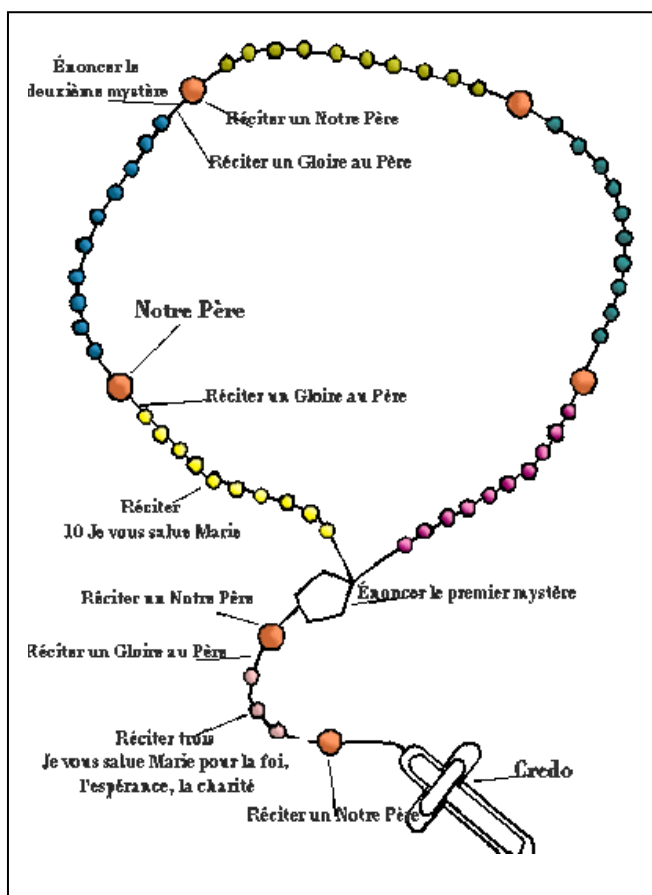 Énoncer le
deuxième mystère
Réciter un Notre Père
Réciter un Gloire au Père
Notre Père
Réciter un Gloire au Père
Réciter
10 Je vous salue Marie
Réciter un Notre Père
Énoncer le premier mystère
Réciter un Gloire au Père
Réciter trois
Je vous salue Marie pour la foi,
l'espérance, la charité
Credo
Réciter un Notre Père